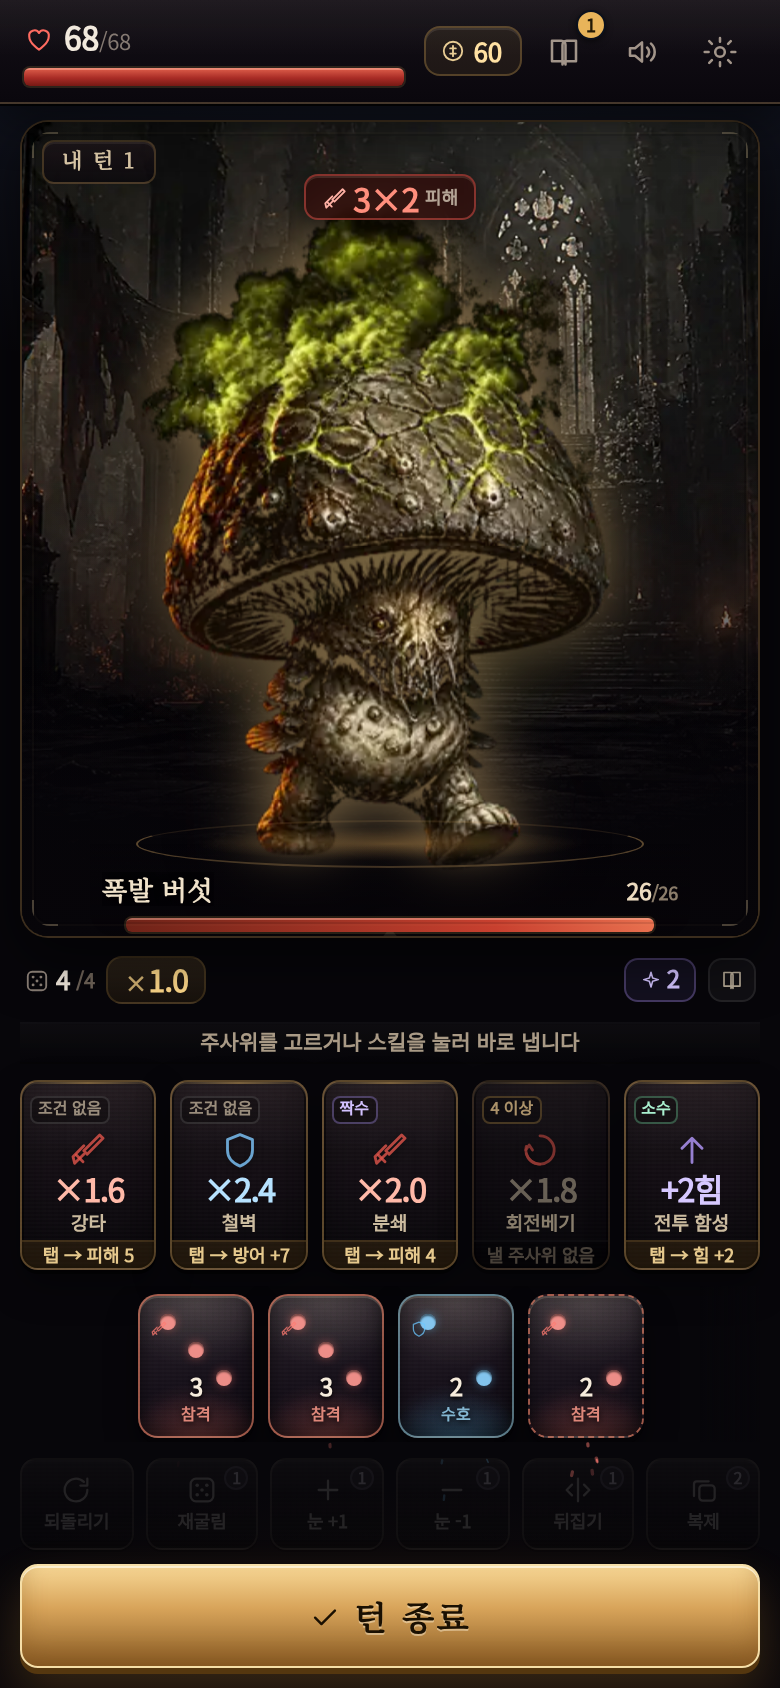 68/68
60
1
내 턴 1
3×2 피해
폭발 버섯
26/26
4/4
×1.0
2
주사위를 고르거나 스킬을 눌러 바로 냅니다
조건 없음
×1.6
강타
탭 → 피해 5
조건 없음
×2.4
철벽
탭 → 방어 +7
짝수
×2.0
분쇄
탭 → 피해 4
4 이상
×1.8
회전베기
낼 주사위 없음
소수
+2힘
전투 함성
탭 → 힘 +2
3
참격
3
참격
2
수호
2
참격
되돌리기
1
재굴림
1
눈 +1
1
눈 -1
1
뒤집기
2
복제
턴 종료